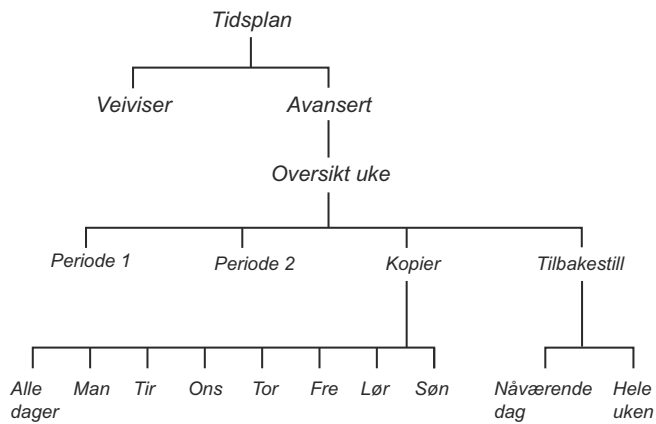 Tidsplan
Veiviser
Avansert
Oversikt uke
Periode 1
Periode 2
Kopier
Tilbakestill
Alle
dager
Man
Tir
Ons
Tor
Fre
Lør
Søn
Nåværende
dag
Hele
uken